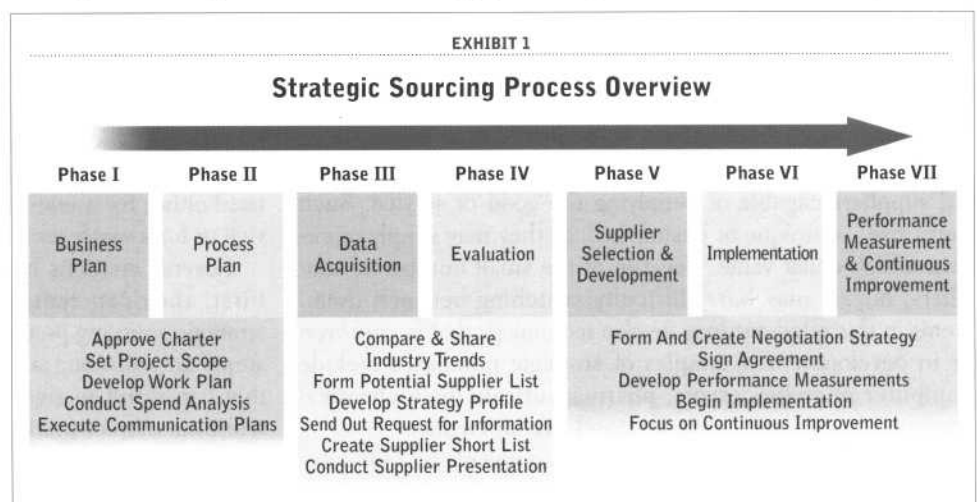 EXHIBIT 1
Strategic Sourcing Process Overview
Phase I
Phase II
Phase III
Phase IV
Phase V
Phase VI
Phase VII
Business
Plan
Process
Plan
Data
Acquisition
Evaluation
Supplier
Selection &
Development
Implementation
Performance
Measurement
& Continuous
Improvement
Approve Charter
Set Project Scope
Develop Work Plan
Conduct Spend Analysis
Execute Communication Plans
Compare & Share
Industry Trends
Form Potential Supplier List
Develop Strategy Profile
Send Out Request for Information
Create Supplier Short List
Conduct Supplier Presentation
Form And Create Negotiation Strategy
Sign Agreement
Develop Performance Measurements
Begin Implementation
Focus on Continuous Improvement